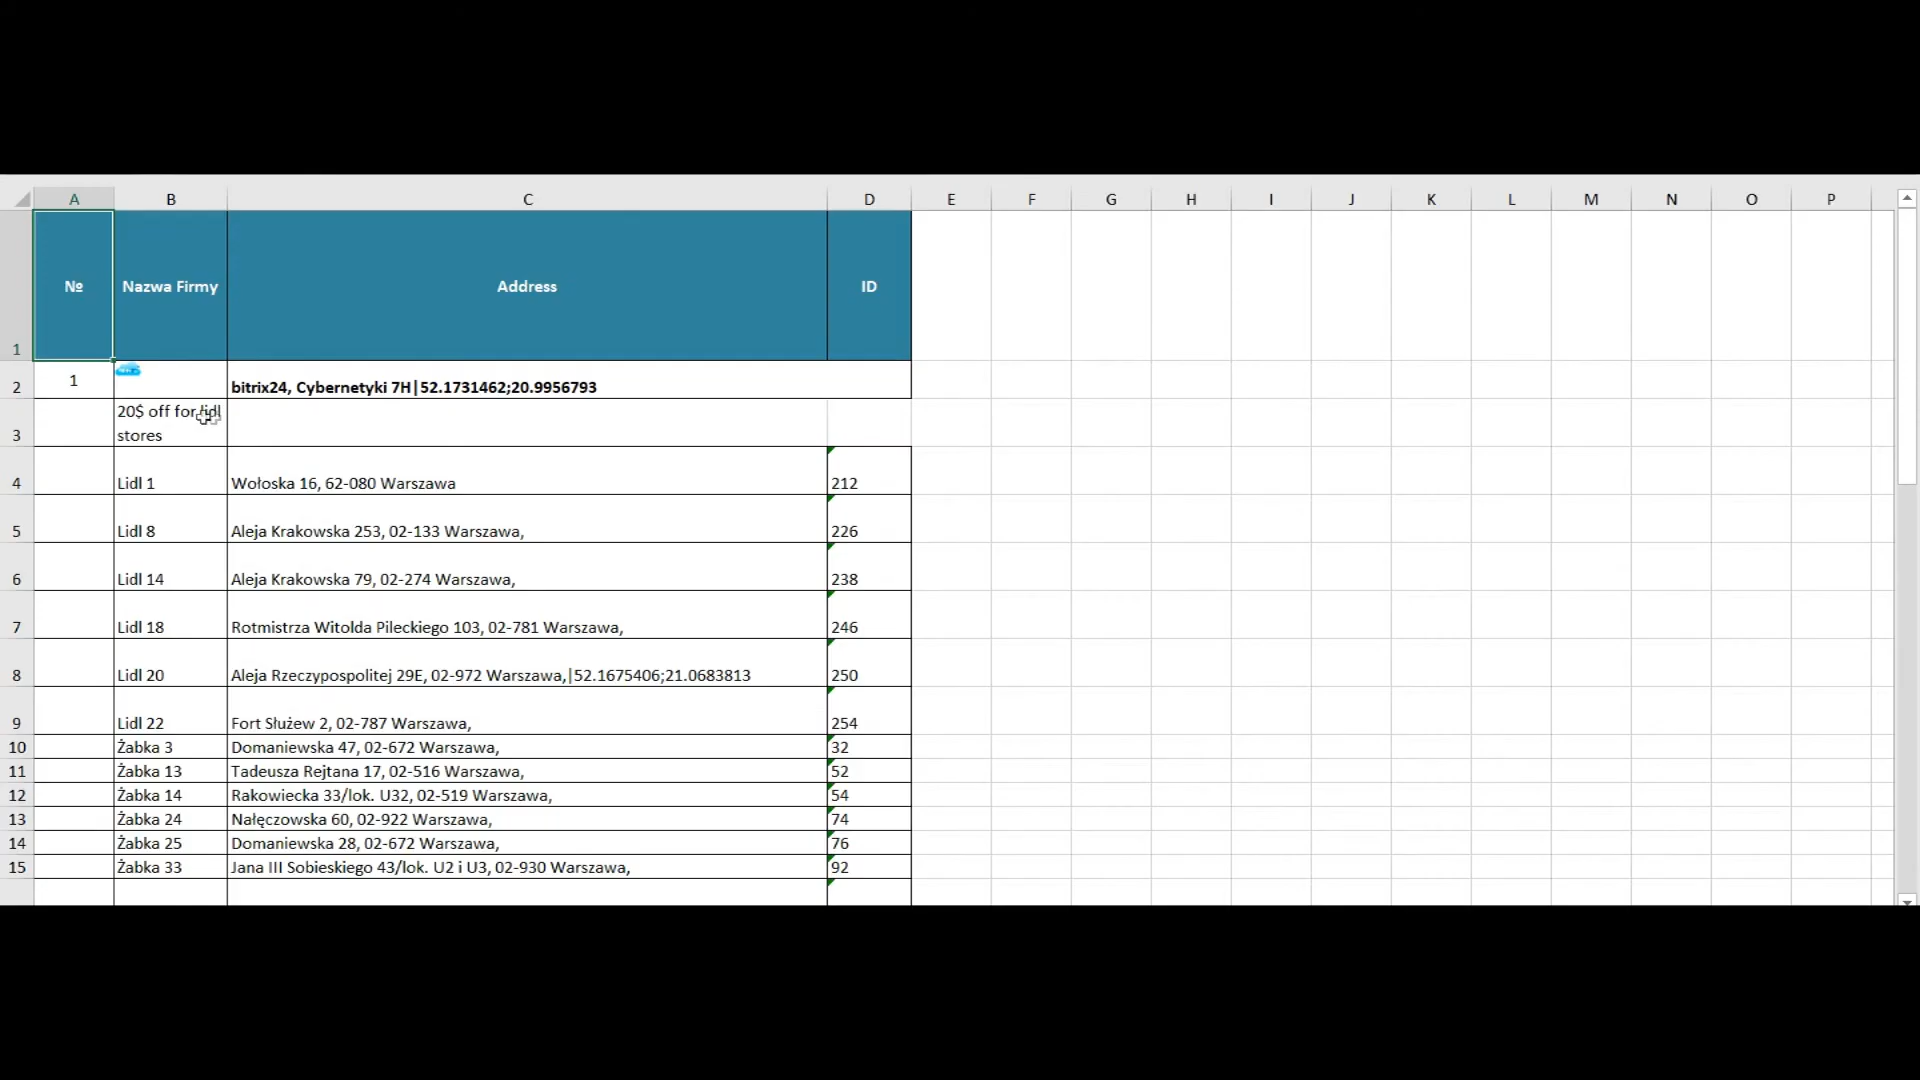 A B C D E F G H I J K L M N O P
1 № Nazwa Firmy Address ID
2 1 bitrix24, Cybernetyki 7H|52.1731462;20.9956793
3 20$ off for lidl
stores
4 Lidl 1 Wołoska 16, 62-080 Warszawa 212
5 Lidl 8 Aleja Krakowska 253, 02-133 Warszawa, 226
6 Lidl 14 Aleja Krakowska 79, 02-274 Warszawa, 238
7 Lidl 18 Rotmistrza Witolda Pileckiego 103, 02-781 Warszawa, 246
8 Lidl 20 Aleja Rzeczypospolitej 29E, 02-972 Warszawa,|52.1675406;21.0683813 250
9 Lidl 22 Fort Służew 2, 02-787 Warszawa, 254
10 Żabka 3 Domaniewska 47, 02-672 Warszawa, 32
11 Żabka 13 Tadeusza Rejtana 17, 02-516 Warszawa, 52
12 Żabka 14 Rakowiecka 33/lok. U32, 02-519 Warszawa, 54
13 Żabka 24 Nałęczowska 60, 02-922 Warszawa, 74
14 Żabka 25 Domaniewska 28, 02-672 Warszawa, 76
15 Żabka 33 Jana III Sobieskiego 43/lok. U2 i U3, 02-930 Warszawa, 92